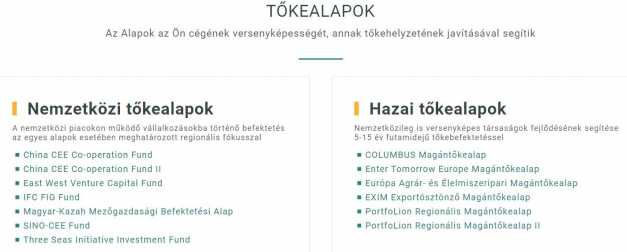 TŐKEALAPOK
Az Alapok az Ön cégének versenyképességét, annak tőkehelyzetének javításával segítik
Nemzetközi tőkealapok
A nemzetközi piacokon működő vállalkozásokba történő befektetés
az egyes alapok esetében meghatározott regionális fókusszal
China CEE Co-operation Fund
China CEE Co-operation Fund II
East West Venture Capital Fund
IFC FIG Fund
Magyar-Kazah Mezőgazdasági Befektetési Alap
SINO-CEE Fund
Three Seas Initiative Investment Fund
Hazai tőkealapok
Nemzetközileg is versenyképes társaságok fejlődésének segítése
5-15 év futamidejű tőkebefektetéssel
COLUMBUS Magántőkealap
Enter Tomorrow Europe Magántőkealap
Európa Agrár- és Élelmiszeripari Magántőkealap
EXIM Exportösztönző Magántőkealap
PortfoLion Regionális Magántőkealap
PortfoLion Regionális Magántőkealap II